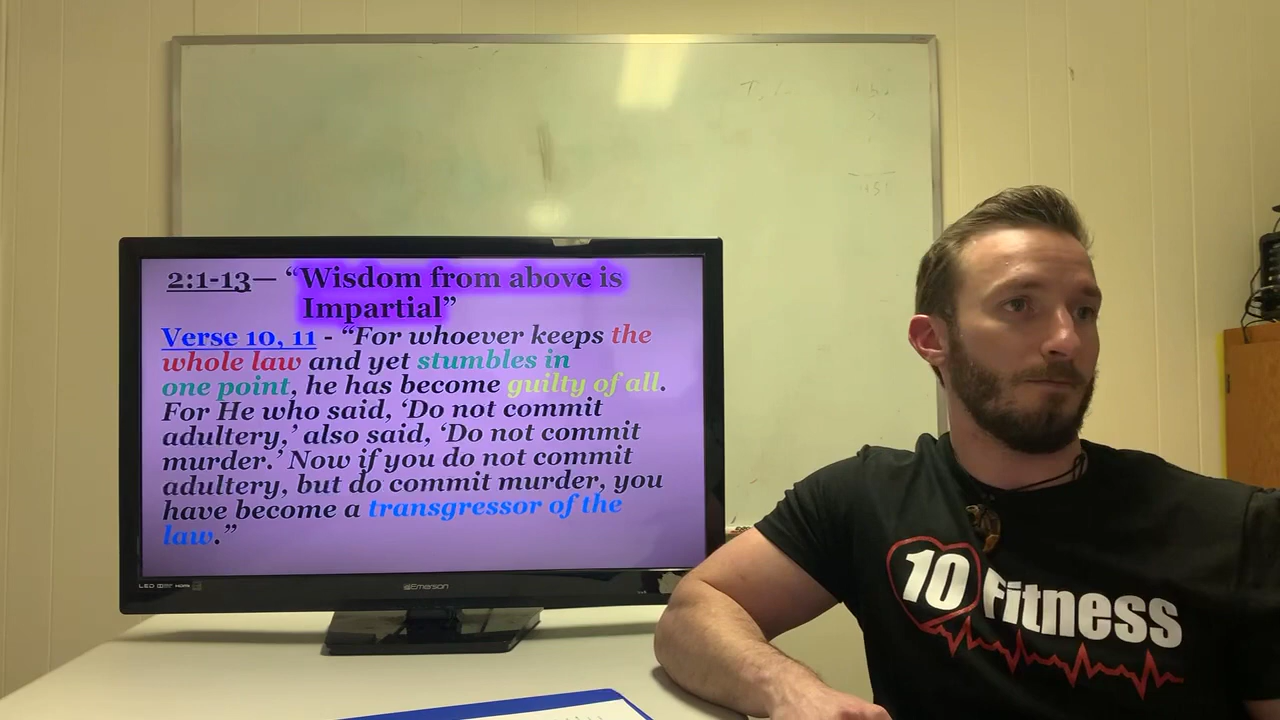 2:1-13— “Wisdom from above is
Impartial”
Verse 10, 11 - “For whoever keeps the
whole law and yet stumbles in
one point, he has become guilty of all.
For He who said, ‘Do not commit
adultery,’ also said, ‘Do not commit
murder.’ Now if you do not commit
adultery, but do commit murder, you
have become a transgressor of the
law.”
LED HDMI
Emerson
10 Fitness